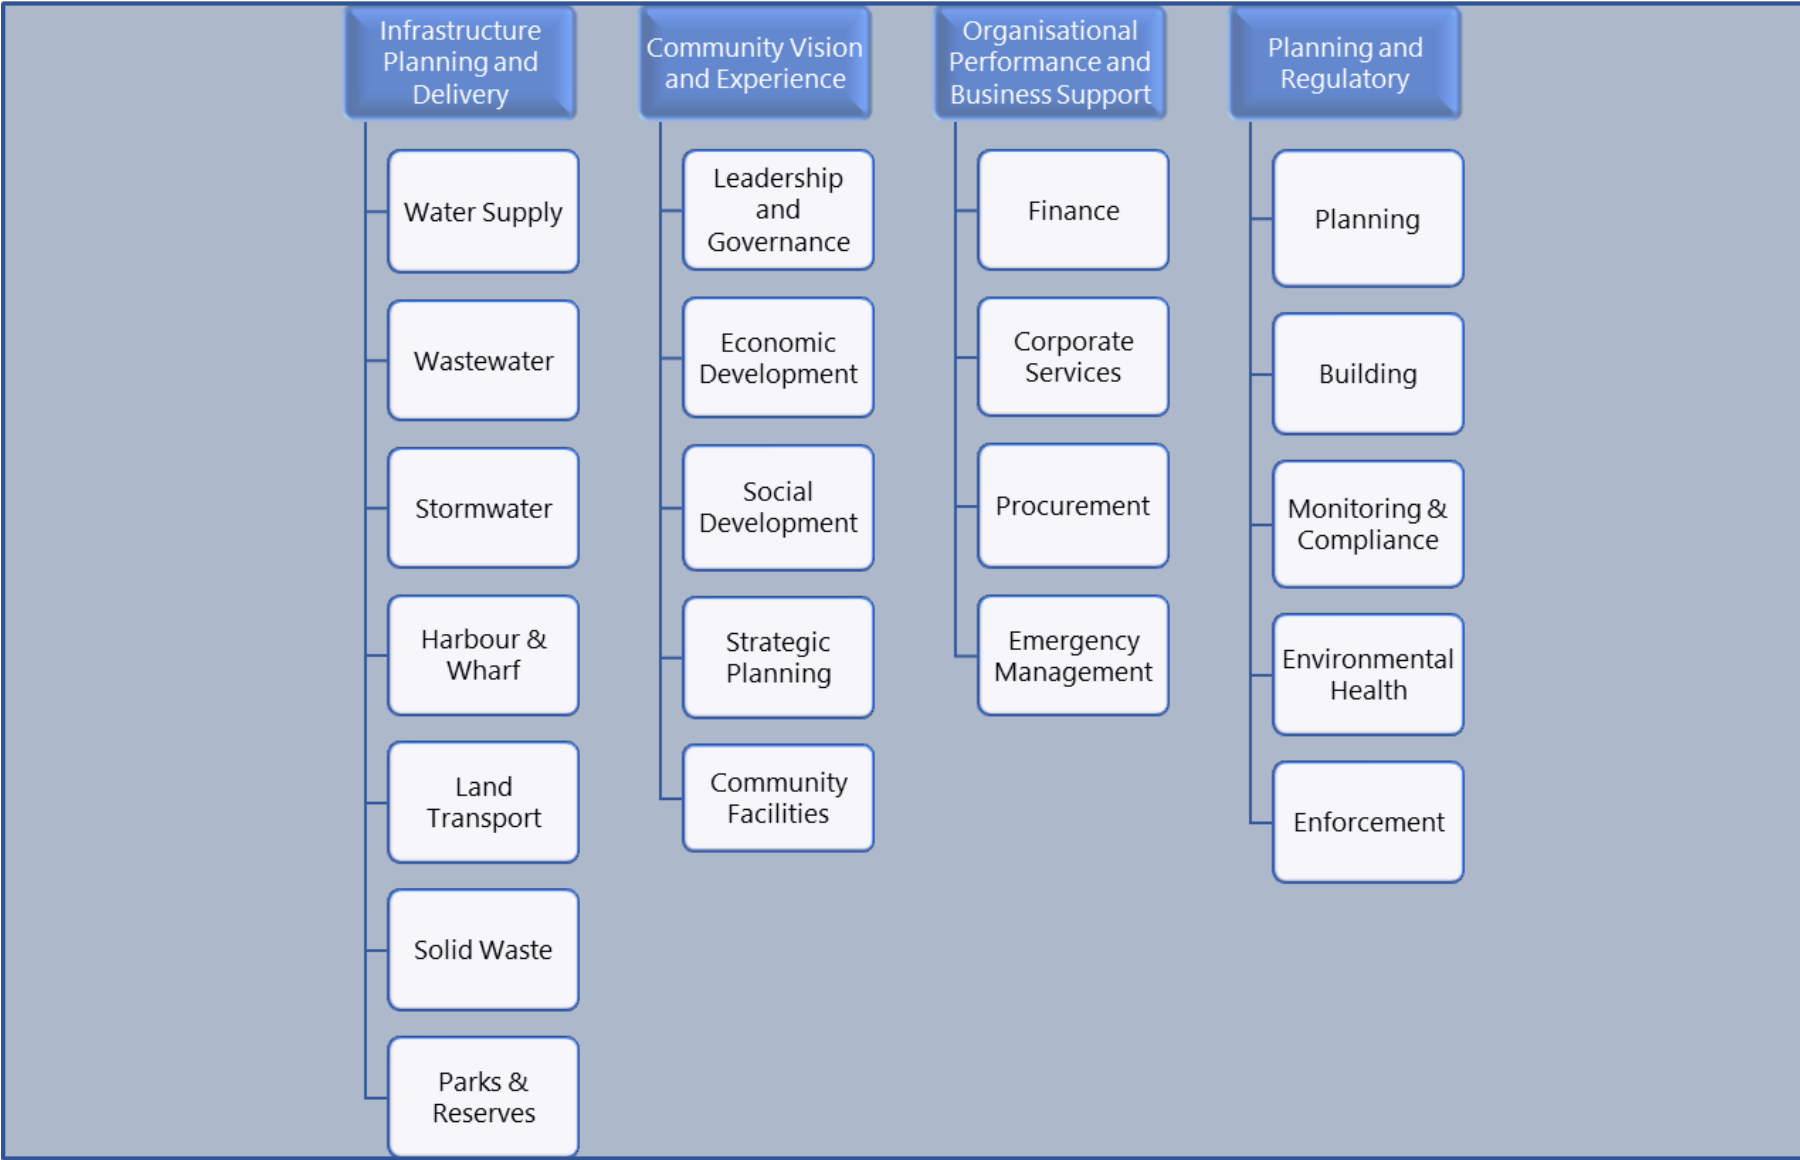 Infrastructure
Planning and
Delivery
Water Supply
Wastewater
Stormwater
Harbour &
Wharf
Land
Transport
Solid Waste
Parks &
Reserves
Community Vision
and Experience
Leadership
and
Governance
Economic
Development
Social
Development
Strategic
Planning
Community
Facilities
Organisational
Performance and
Business Support
Finance
Corporate
Services
Procurement
Emergency
Management
Planning and
Regulatory
Planning
Building
Monitoring &
Compliance
Environmental
Health
Enforcement